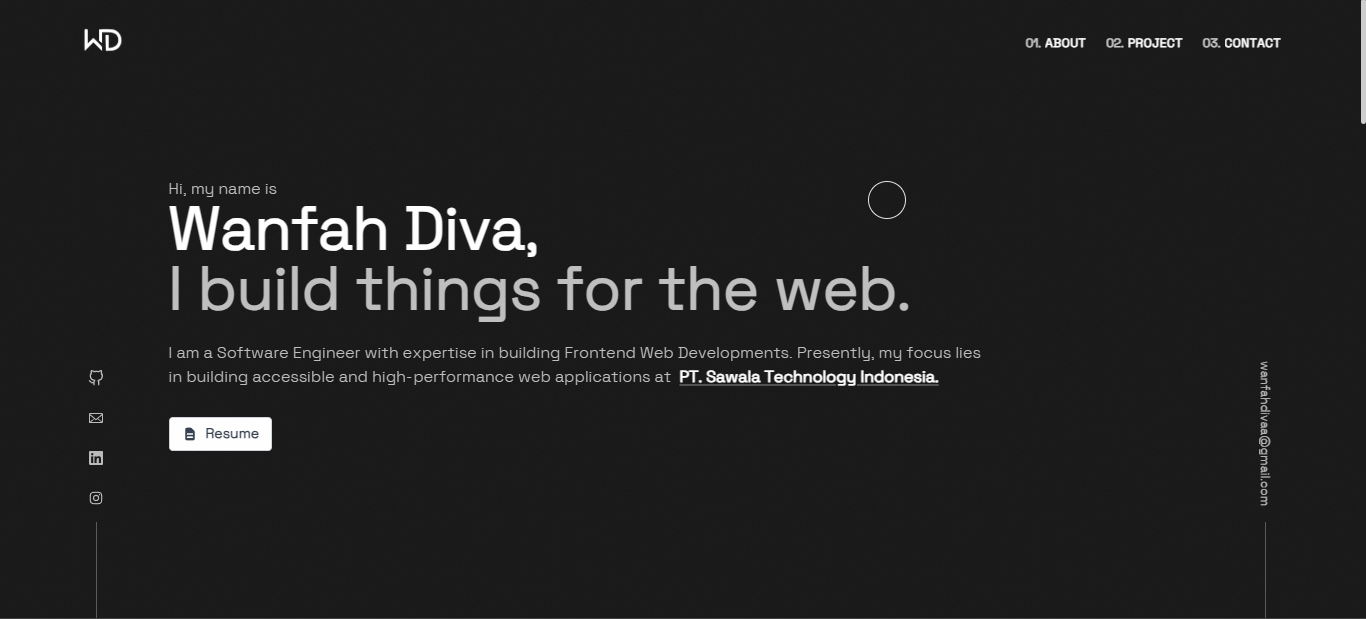 WD
01. ABOUT 02. PROJECT 03. CONTACT
Hi, my name is
Wanfah Diva,
I build things for the web.
I am a Software Engineer with expertise in building Frontend Web Developments. Presently, my focus lies
in building accessible and high-performance web applications at PT. Sawala Technology Indonesia.
Resume
wanfahdivaa@gmail.com